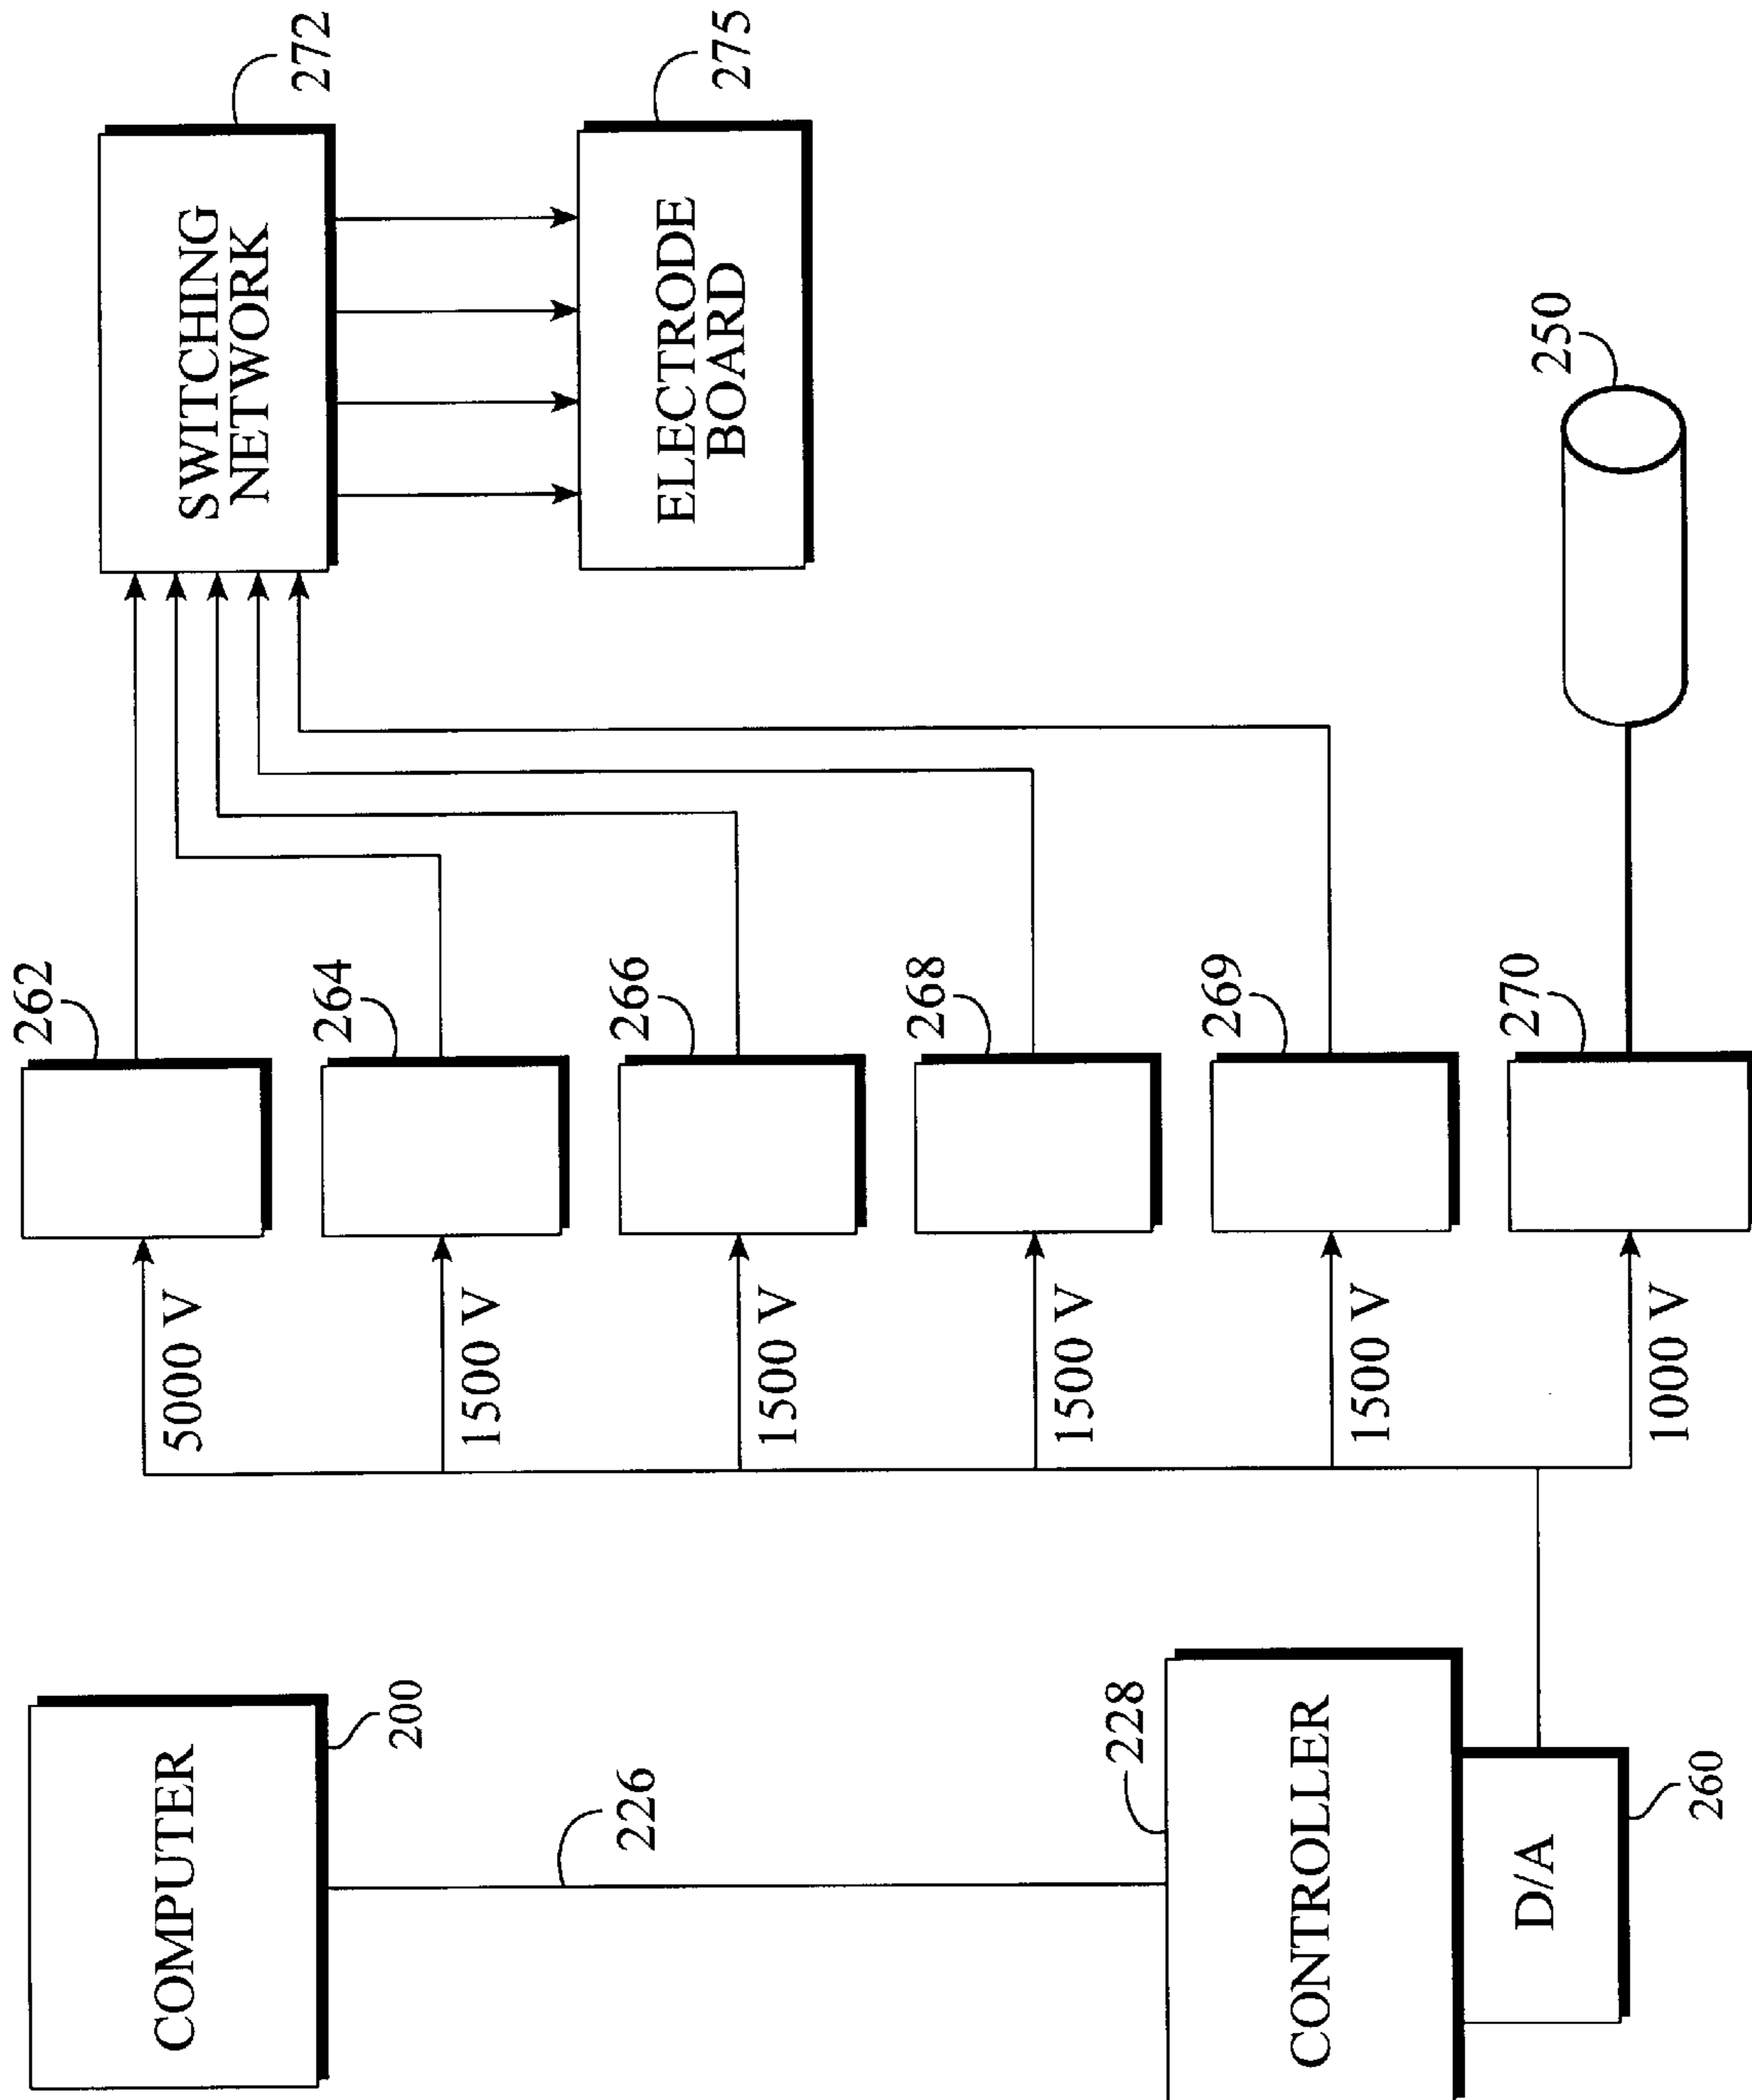 COMPUTER
200
226
228
CONTROLLER
D/A
260
5000 V
1500 V
1500 V
1500 V
1500 V
1000 V
262
264
266
268
269
270
SWITCHING
NETWORK
272
ELECTRODE
BOARD
275
250